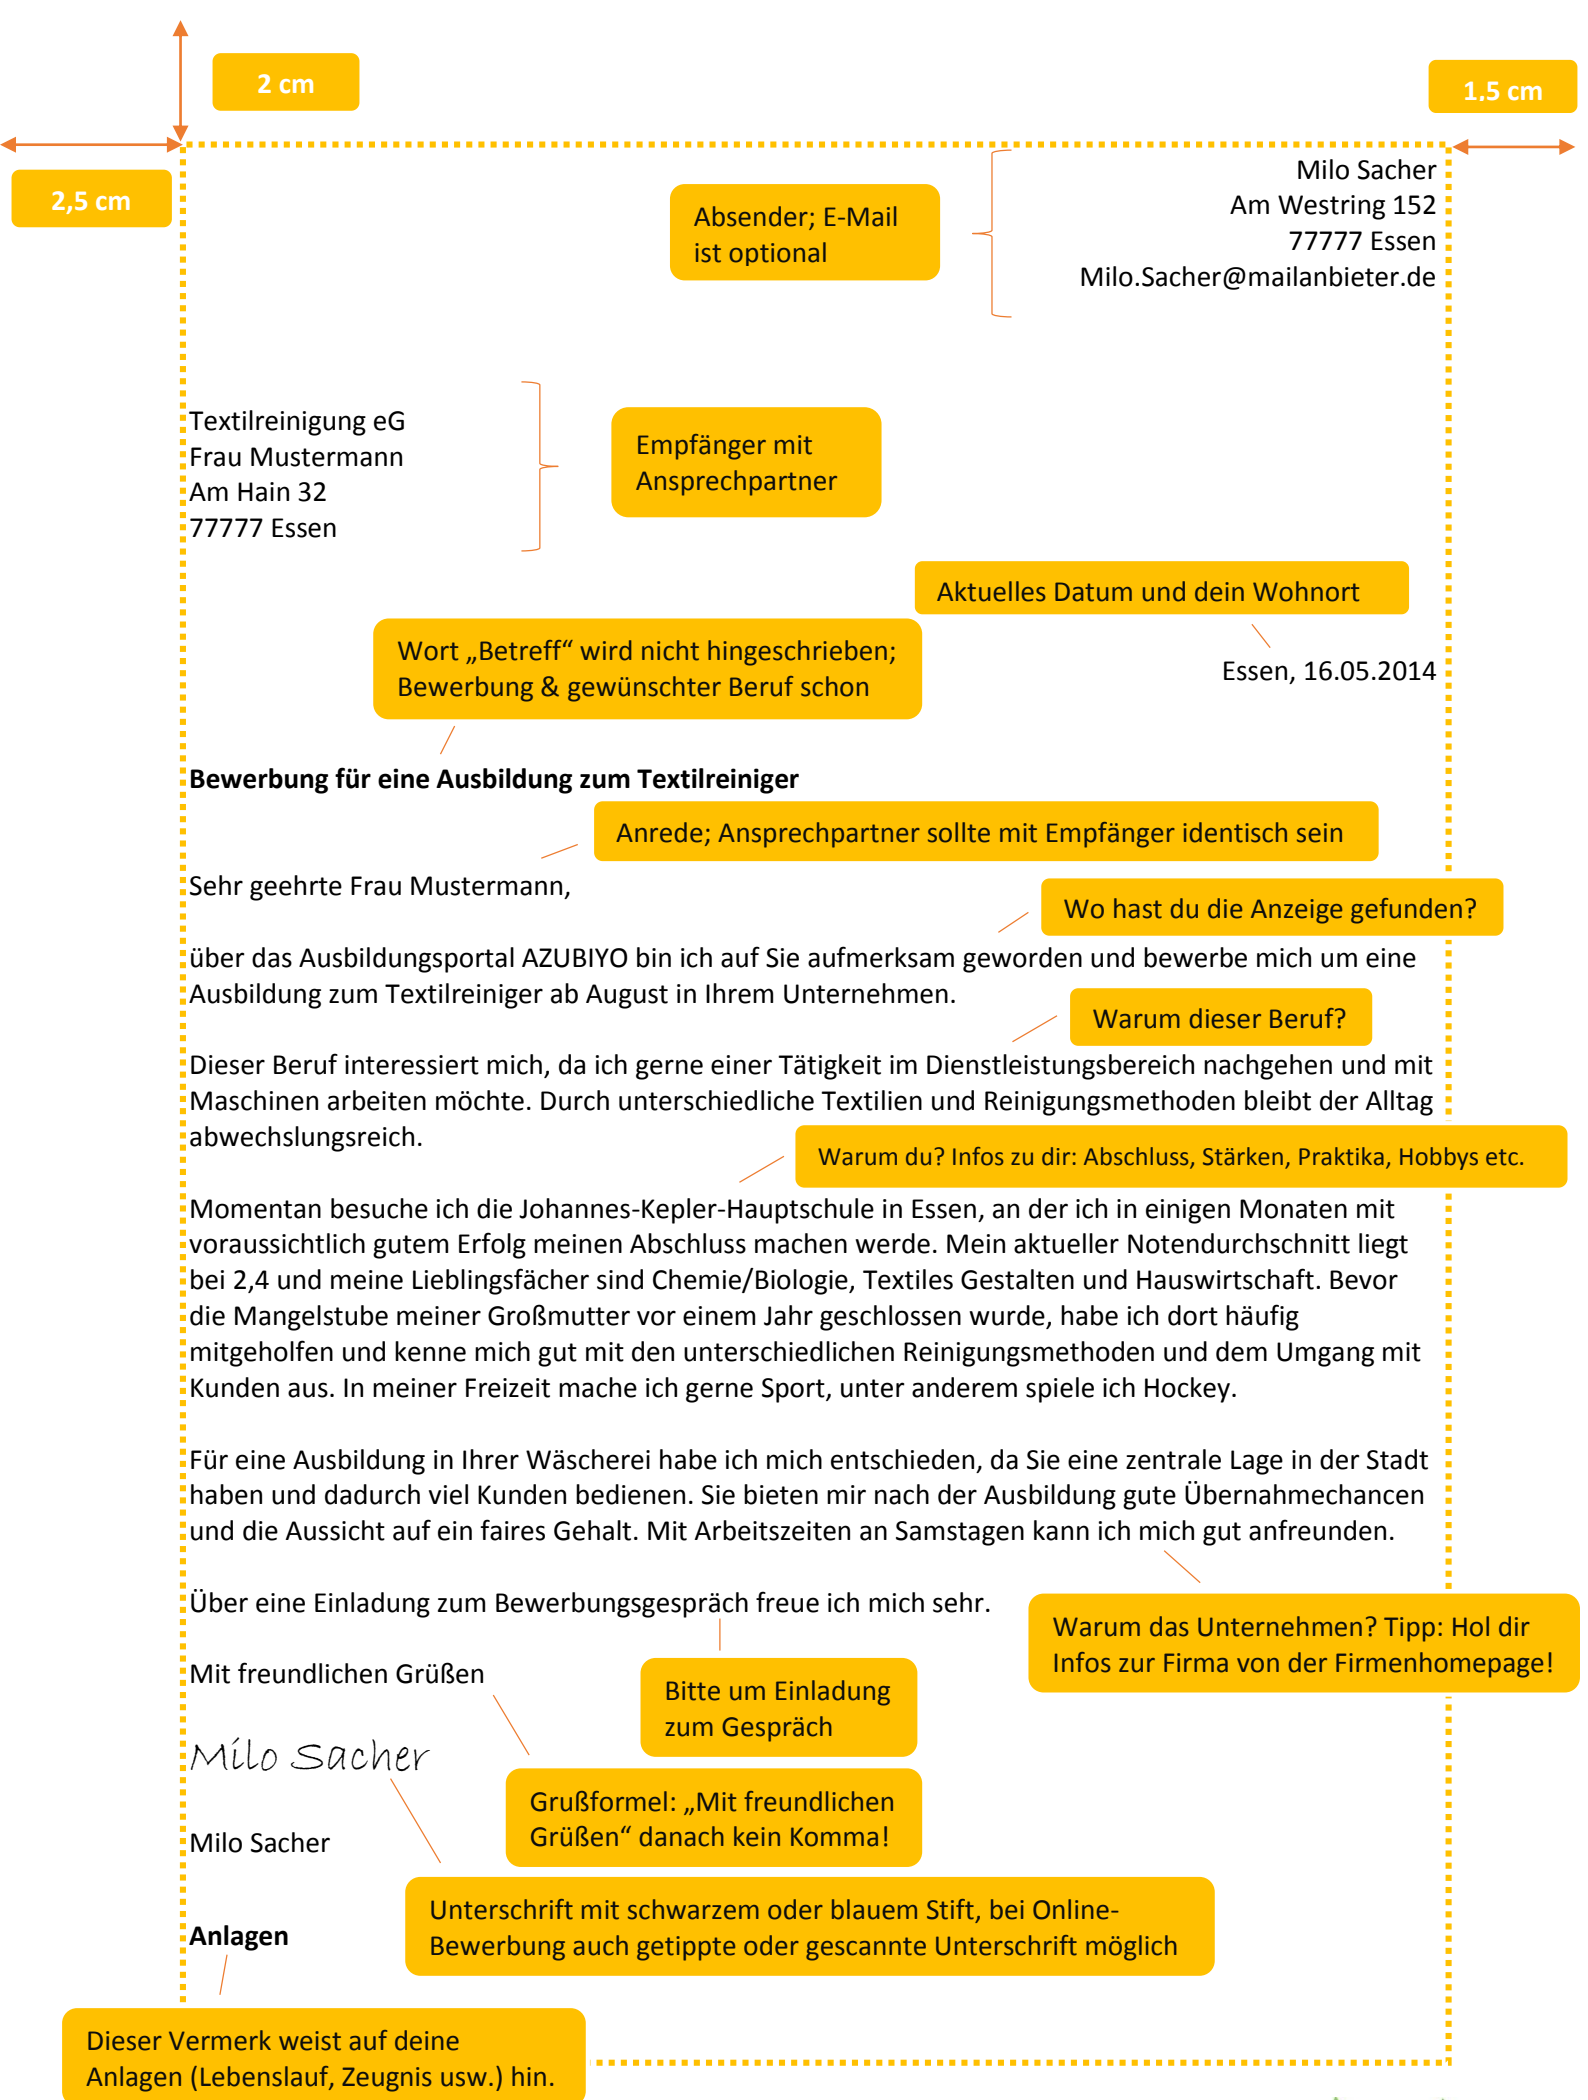 2 cm
1,5 cm
2,5 cm
Absender; E-Mail
ist optional
Milo Sacher
Am Westring 152
77777 Essen
Milo.Sacher@mailanbieter.de
Textilreinigung eG
Frau Mustermann
Am Hain 32
77777 Essen
Empfänger mit
Ansprechpartner
Aktuelles Datum und dein Wohnort
Essen, 16.05.2014
Wort „Betreff“ wird nicht hingeschrieben;
Bewerbung & gewünschter Beruf schon
Bewerbung für eine Ausbildung zum Textilreiniger
Anrede; Ansprechpartner sollte mit Empfänger identisch sein
Sehr geehrte Frau Mustermann,
Wo hast du die Anzeige gefunden?
über das Ausbildungsportal AZUBIYO bin ich auf Sie aufmerksam geworden und bewerbe mich um eine
Ausbildung zum Textilreiniger ab August in Ihrem Unternehmen.
Warum dieser Beruf?
Dieser Beruf interessiert mich, da ich gerne einer Tätigkeit im Dienstleistungsbereich nachgehen und mit
Maschinen arbeiten möchte. Durch unterschiedliche Textilien und Reinigungsmethoden bleibt der Alltag
abwechslungsreich.
Warum du? Infos zu dir: Abschluss, Stärken, Praktika, Hobbys etc.
Momentan besuche ich die Johannes-Kepler-Hauptschule in Essen, an der ich in einigen Monaten mit
voraussichtlich gutem Erfolg meinen Abschluss machen werde. Mein aktueller Notendurchschnitt liegt
bei 2,4 und meine Lieblingsfächer sind Chemie/Biologie, Textiles Gestalten und Hauswirtschaft. Bevor
die Mangelstube meiner Großmutter vor einem Jahr geschlossen wurde, habe ich dort häufig
mitgeholfen und kenne mich gut mit den unterschiedlichen Reinigungsmethoden und dem Umgang mit
Kunden aus. In meiner Freizeit mache ich gerne Sport, unter anderem spiele ich Hockey.
Für eine Ausbildung in Ihrer Wäscherei habe ich mich entschieden, da Sie eine zentrale Lage in der Stadt
haben und dadurch viel Kunden bedienen. Sie bieten mir nach der Ausbildung gute Übernahmechancen
und die Aussicht auf ein faires Gehalt. Mit Arbeitszeiten an Samstagen kann ich mich gut anfreunden.
Über eine Einladung zum Bewerbungsgespräch freue ich mich sehr.
Warum das Unternehmen? Tipp: Hol dir
Infos zur Firma von der Firmenhomepage!
Mit freundlichen Grüßen
Bitte um Einladung
zum Gespräch
Milo Sacher
Grußformel: „Mit freundlichen
Grüßen“ danach kein Komma!
Milo Sacher
Unterschrift mit schwarzem oder blauem Stift, bei Online-
Bewerbung auch getippte oder gescannte Unterschrift möglich
Anlagen
Dieser Vermerk weist auf deine
Anlagen (Lebenslauf, Zeugnis usw.) hin.